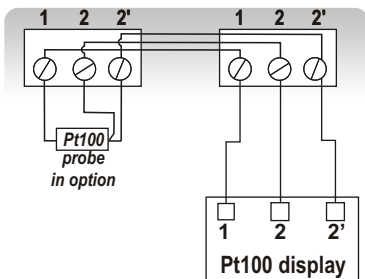 1 2 2' 1 2 2'
Pt100
probe
in option
1 2 2’
Pt100 display